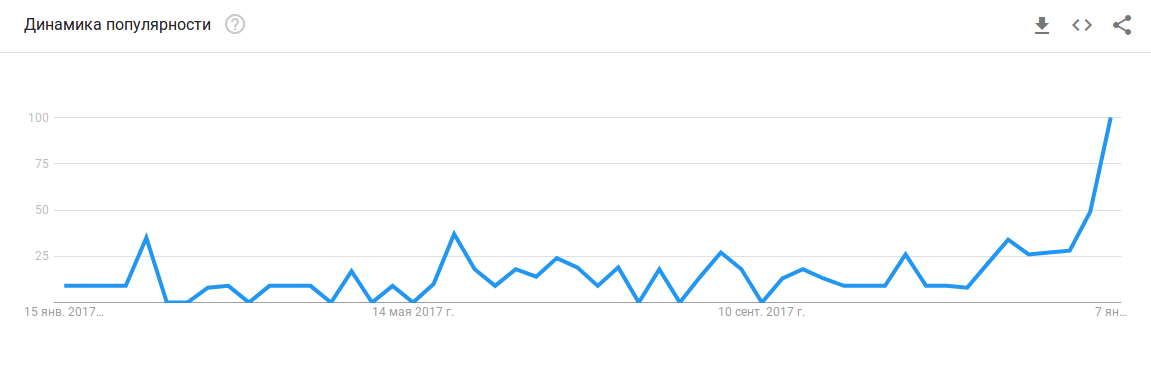 Динамика популярности ?
100
75
50
25
15 янв. 2017…
14 мая 2017 г.
10 сент. 2017 г.
7 ян…